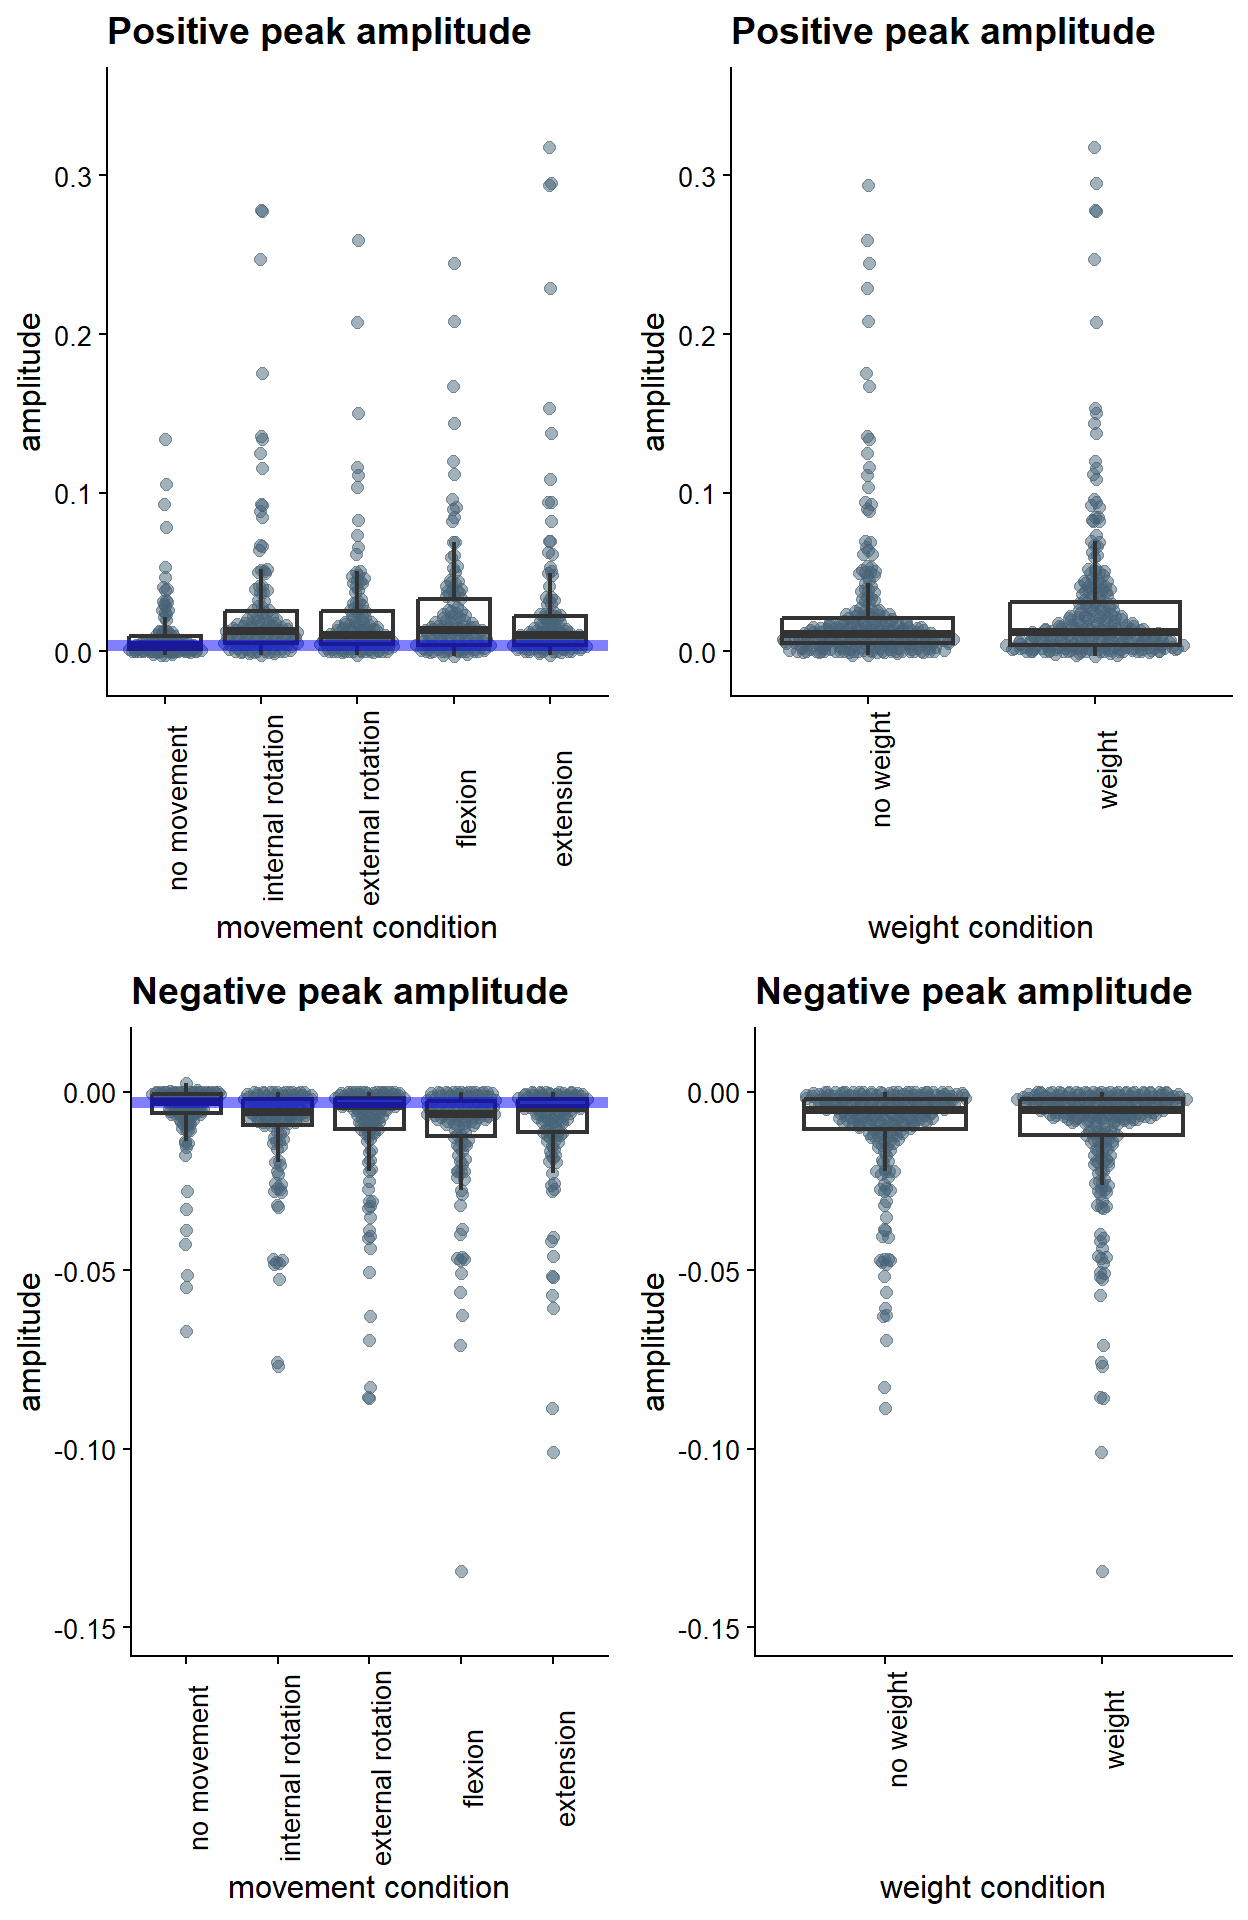 Positive peak amplitude
amplitude
0.3
0.2
0.1
0.0
no movement
internal rotation
external rotation
flexion
extension
movement condition
Positive peak amplitude
amplitude
0.3
0.2
0.1
0.0
no weight
weight
weight condition
Negative peak amplitude
amplitude
0.00
-0.05
-0.10
-0.15
no movement
internal rotation
external rotation
flexion
extension
movement condition
Negative peak amplitude
amplitude
0.00
-0.05
-0.10
-0.15
no weight
weight
weight condition